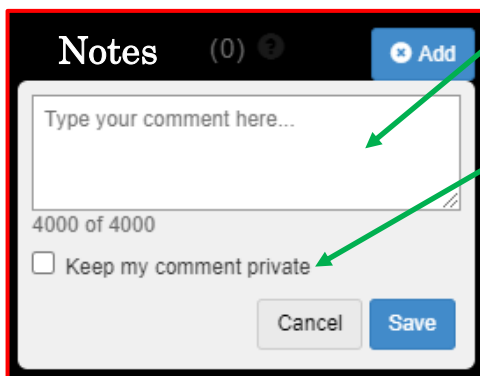 Notes (0) ? Add
Type your comment here...
4000 of 4000
Keep my comment private
Cancel Save